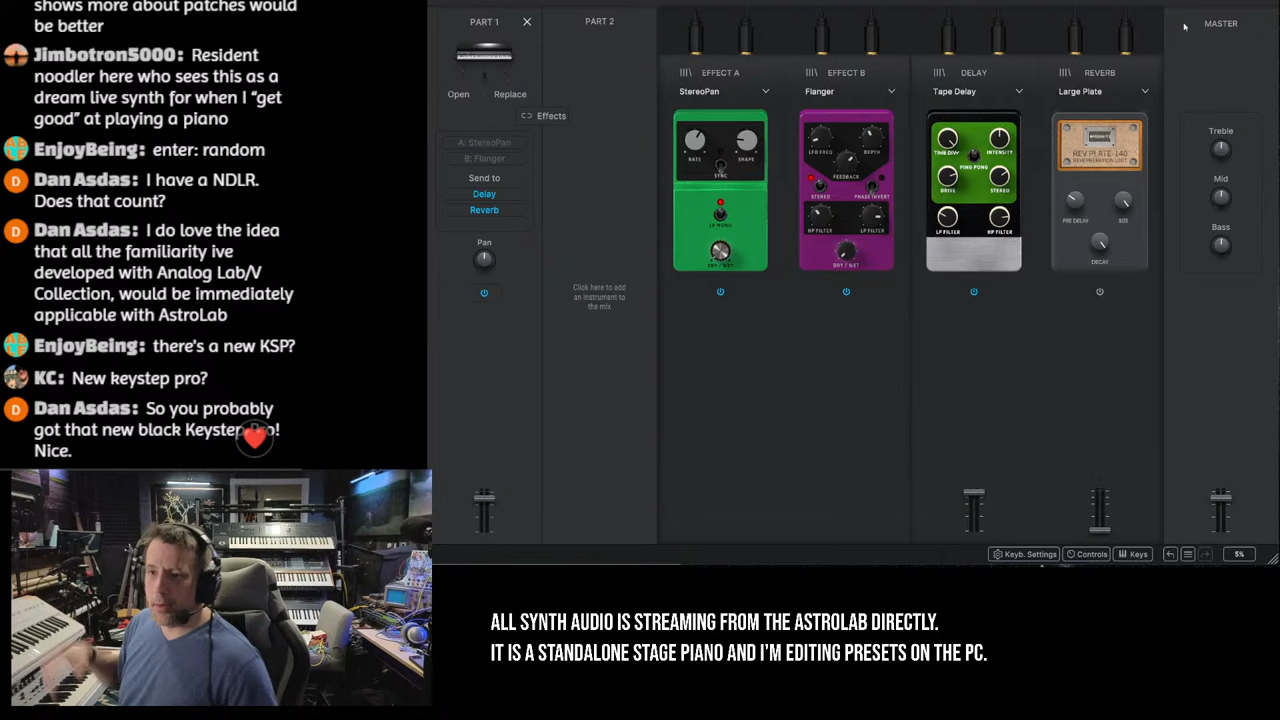 shows more about patches would
be better
Jimbotron5000: Resident
noodler here who sees this as a
dream live synth for when I “get
good” at playing a piano
EnjoyBeing: enter: random
Dan Asdas: I have a NDLR.
Does that count?
Dan Asdas: I do love the idea
that all the familiarity ive
developed with Analog Lab/V
Collection, would be immediately
applicable with AstroLab
EnjoyBeing: there's a new KSP?
KC: New keystep pro?
Dan Asdas: So you probably
got that new black Keystep Pro!
Nice.
PART 1
Open Replace
Effects
A: StereoPan
B: Flanger
Send to
Delay
Reverb
Pan
PART 2
Click here to add
an instrument to
the mix
EFFECT A
StereoPan
RATE SHAPE
SYNC
LP MONO
DRY / WET
EFFECT B
Flanger
LFO FREQ DEPTH
FEEDBACK
STEREO PHASE INVERT
HP FILTER LP FILTER
DRY / WET
DELAY
Tape Delay
TIME DIV INTENSITY
PING PONG
DRIVE STEREO
LP FILTER HP FILTER
REVERB
Large Plate
REV PLATE-140
REVERBERATION UNIT
PRE DELAY SIZE
DECAY
MASTER
Treble
Mid
Bass
Keyb. Settings Controls Keys 5%
ALL SYNTH AUDIO IS STREAMING FROM THE ASTROLAB DIRECTLY.
IT IS A STANDALONE STAGE PIANO AND I'M EDITING PRESETS ON THE PC.